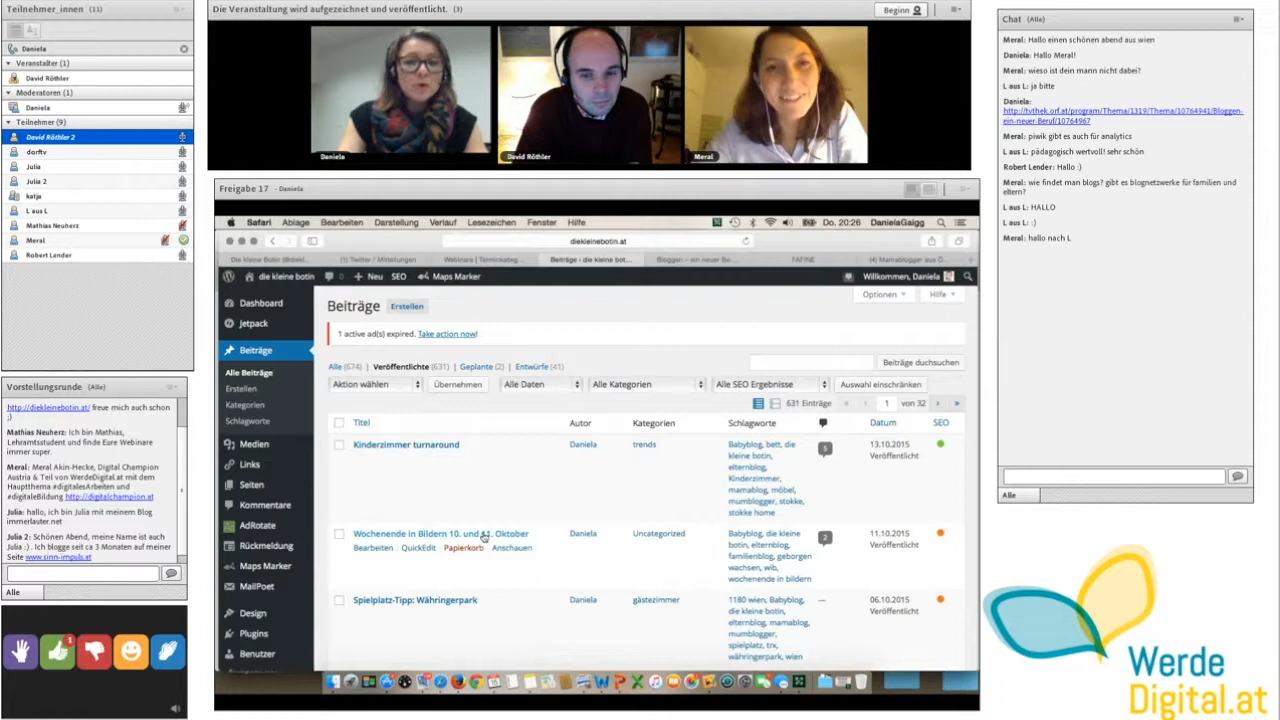 Teilnehmer_innen (11)
Daniela
Veranstalter (1)
David Röthler
Moderatoren (1)
Daniela
Teilnehmer (9)
David Röthler 2
dorftv
Julia
Julia 2
katja
L aus L
Mathias Neuherz
Meral
Robert Lender
Vorstellungsrunde (Alle)
http://diekleinebotin.at/ freue mich auch schon
;)
Mathias Neuherz: Ich bin Mathias,
Lehramtsstudent und finde Eure Webinare
immer super.
Meral: Meral Akin-Hecke, Digital Champion
Austria & Teil von WerdeDigital.at mit dem
Hauptthema #digitalesArbeiten und
#digitaleBildung http://digitalchampion.at
Julia: hallo, ich bin Julia mit meinem Blog
immerlauter.net
Julia 2: Schönen Abend, meine Name ist auch
Julia :). Ich blogge seit ca 3 Monaten auf meiner
Seite www.sinn-impuls.at
Alle
Die Veranstaltung wird aufgezeichnet und veröffentlicht. (3)
Beginn
Daniela
David Röthler
Meral
Freigabe 17 - Daniela
Safari Ablage Bearbeiten Darstellung Verlauf Lesezeichen Fenster Hilfe
Do. 20:26 DanielaGaigg
diekleinebotin.at
(1) Twitter / Mitteilungen
Beiträge - die kleine bot...
Bloggen – ein neuer Be...
FAFINE
die kleine botin 0 + Neu SEO Maps Marker
Willkommen, Daniela
Dashboard
Jetpack
Beiträge
Alle Beiträge
Erstellen
Kategorien
Schlagworte
Medien
Links
Seiten
Kommentare
AdRotate
Rückmeldung
Maps Marker
MailPoet
Design
Plugins
Benutzer
Optionen Hilfe
Beiträge Erstellen
1 active ad(s) expired. Take action now!
Alle (674) | Veröffentlichte (631) | Geplante (2) | Entwürfe (41)
Beiträge duchsuchen
Aktion wählen Übernehmen Alle Daten Alle Kategorien Alle SEO Ergebnisse Auswahl einschränken
631 Einträge « ‹ 1 von 32 › »
Titel Autor Kategorien Schlagworte Datum SEO
Kinderzimmer turnaround Daniela trends
Babyblog, bett, die
kleine botin,
elternblog,
Kinderzimmer,
mamablog, möbel,
mumblogger, stokke,
stokke home
13.10.2015
Veröffentlicht
Wochenende in Bildern 10. und 11. Oktober
Bearbeiten QuickEdit Papierkorb Anschauen
Daniela Uncategorized
Babyblog, die kleine
botin, elternblog,
familienblog, geborgen
wachsen, wib,
wochenende in bildern
2
11.10.2015
Veröffentlicht
Spielplatz-Tipp: Währingerpark Daniela gästezimmer
1180 wien, Babyblog,
die kleine botin,
elternblog, mamablog,
mumblogger,
spielplatz, trx,
währingerpark, wien
—
06.10.2015
Veröffentlicht
Chat (Alle)
Meral: Hallo einen schönen abend aus wien
Daniela: Hallo Meral!
Meral: wieso ist dein mann nicht dabei?
L aus L: ja bitte
Daniela:
http://tvthek.orf.at/program/Thema/1319/Thema/10764941/Bloggen-
ein-neuer-Beruf/10764967
Meral: piwik gibt es auch für analytics
L aus L: pädagogisch wertvoll! sehr schön
Robert Lender: Hallo :)
Meral: wie findet man blogs? gibt es blognetzwerke für familien und
eltern?
L aus L: HALLO
L aus L: :)
Meral: hallo nach L
Alle
Werde
Digital.at